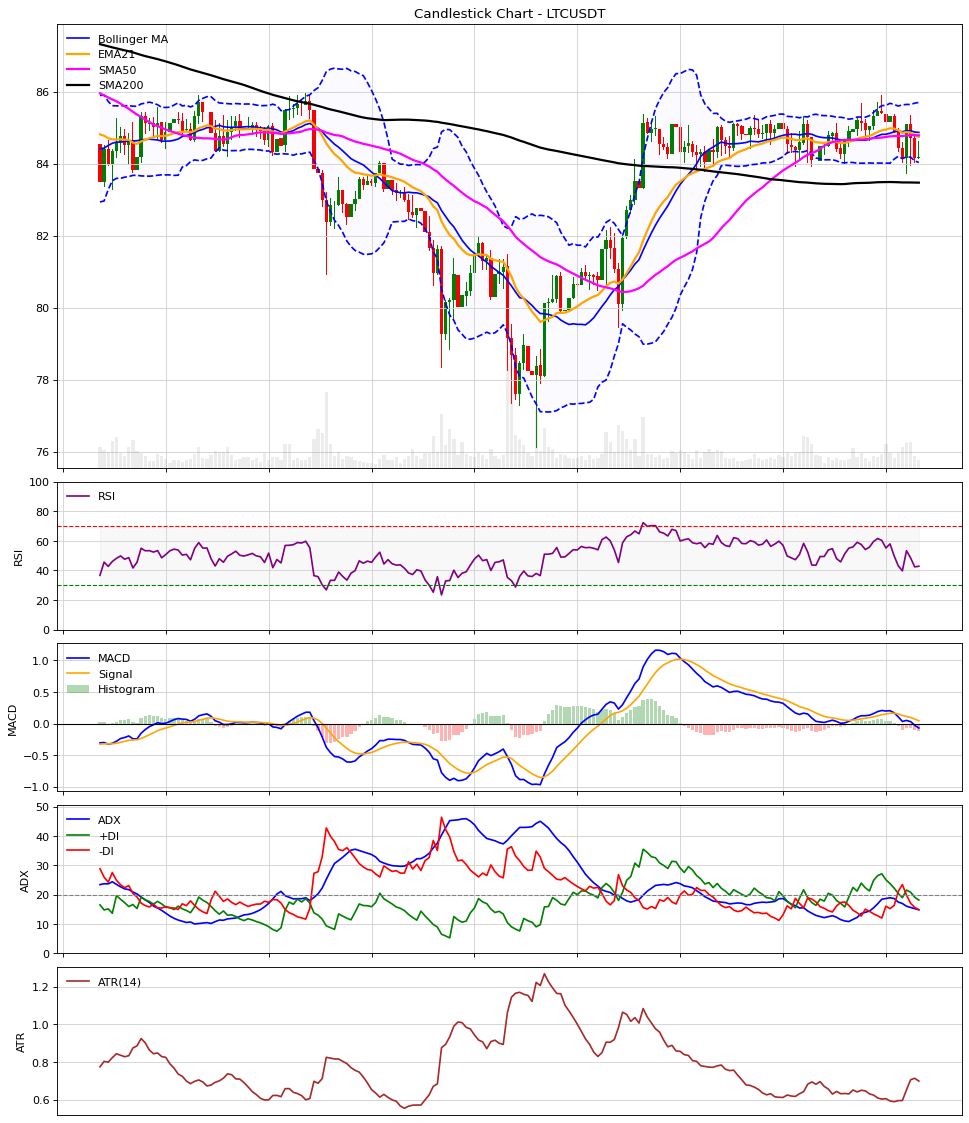 Candlestick Chart - LTCUSDT
Bollinger MA
EMA21
SMA50
SMA200
86
84
82
80
78
76
100
80
60
40
20
0
RSI
RSI
1.0
0.5
0.0
−0.5
−1.0
MACD
MACD
Signal
Histogram
50
40
30
20
10
0
ADX
ADX
+DI
-DI
1.2
1.0
0.8
0.6
ATR
ATR(14)